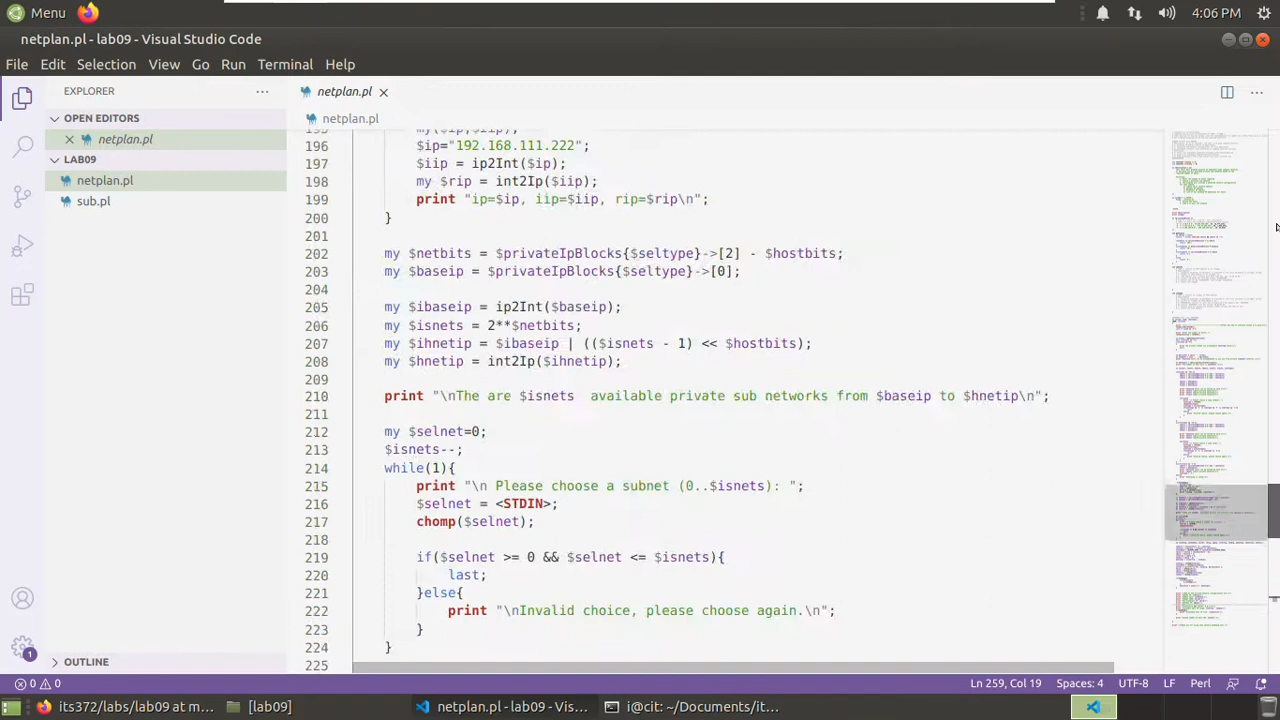 Menu 4:06 PM
netplan.pl - lab09 - Visual Studio Code
File Edit Selection View Go Run Terminal Help
EXPLORER ··· netplan.pl
OPEN EDITORS netplan.pl
netplan.pl
LAB09
netplan.pl
sub.pl
195 my($ip,$iip);
196 $ip="192.168.111.222";
197 $iip = ip2Int($ip);
198 my $rip = int2Ip($iip);
199 print "ip=$ip, iip=$iip, rip=$rip\n";
200 }
201
202 my $netbits = $privateIpBlocks{$seltype}->[2] - $hostbits;
203 my $baseip = $privateIpBlocks{$seltype}->[0];
204
205 my $ibaseip = ip2Int($baseip);
206 my $isnets = 2**$netbits;
207 my $ihnetip = $ibaseip | (($isnets - 1) << $hostbits);
208 my $hnetip = int2Ip($ihnetip);
209
210 print "\nThe are $isnets  available private sub networks from $baseip to $hnetip\n";
211
212 my $selnet=0;
213 $isnets--;
214 while(1){
215 print "\n Please choose a subnet (0..$isnets): ";
216 $selnet = <STDIN>;
217 chomp($selnet);
218
219 if($selnet >= 0 && $selnet <= $isnets){
220 last;
221 }else{
222 print "\nInvalid choice, please choose again.\n";
223 }
224 }
225
OUTLINE
1
0 0 Ln 259, Col 19 Spaces: 4 UTF-8 LF Perl
its372/labs/lab09 at m... [lab09] netplan.pl - lab09 - Visu... i@cit: ~/Documents/it...